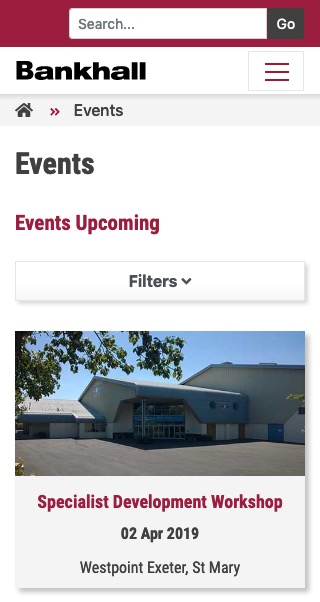 Search...
Go
Bankhall
» Events
Events
Events Upcoming
Filters
Specialist Development Workshop
02 Apr 2019
Westpoint Exeter, St Mary